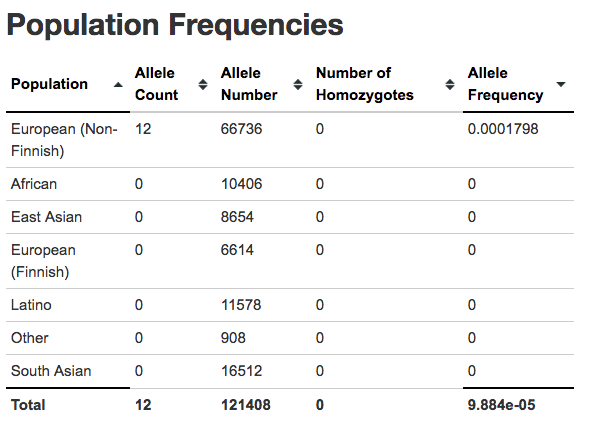 Population Frequencies
Population Allele Count Allele Number Number of Homozygotes Allele Frequency
European (Non-Finnish) 12 66736 0 0.0001798
African 0 10406 0 0
East Asian 0 8654 0 0
European (Finnish) 0 6614 0 0
Latino 0 11578 0 0
Other 0 908 0 0
South Asian 0 16512 0 0
Total 12 121408 0 9.884e-05